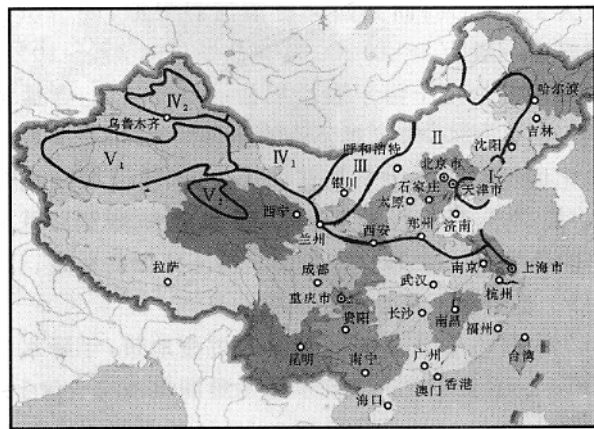 IV₂
乌鲁木齐
V₁
IV₁
V₂
III
II
I
哈尔滨
吉林
沈阳
呼和浩特
北京市
天津市
银川
石家庄
太原
济南
西宁
兰州
西安
郑州
拉萨
成都
重庆市
武汉
南京
上海市
杭州
长沙
南昌
贵阳
福州
昆明
南宁
广州
台湾
澳门
香港
海口